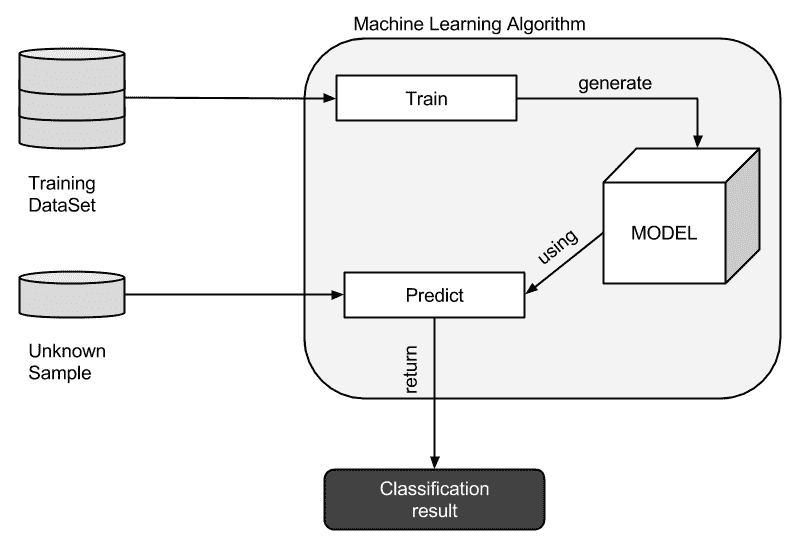 Machine Learning Algorithm
Train
generate
Training
DataSet
MODEL
using
Predict
Unknown
Sample
return
Classification
result